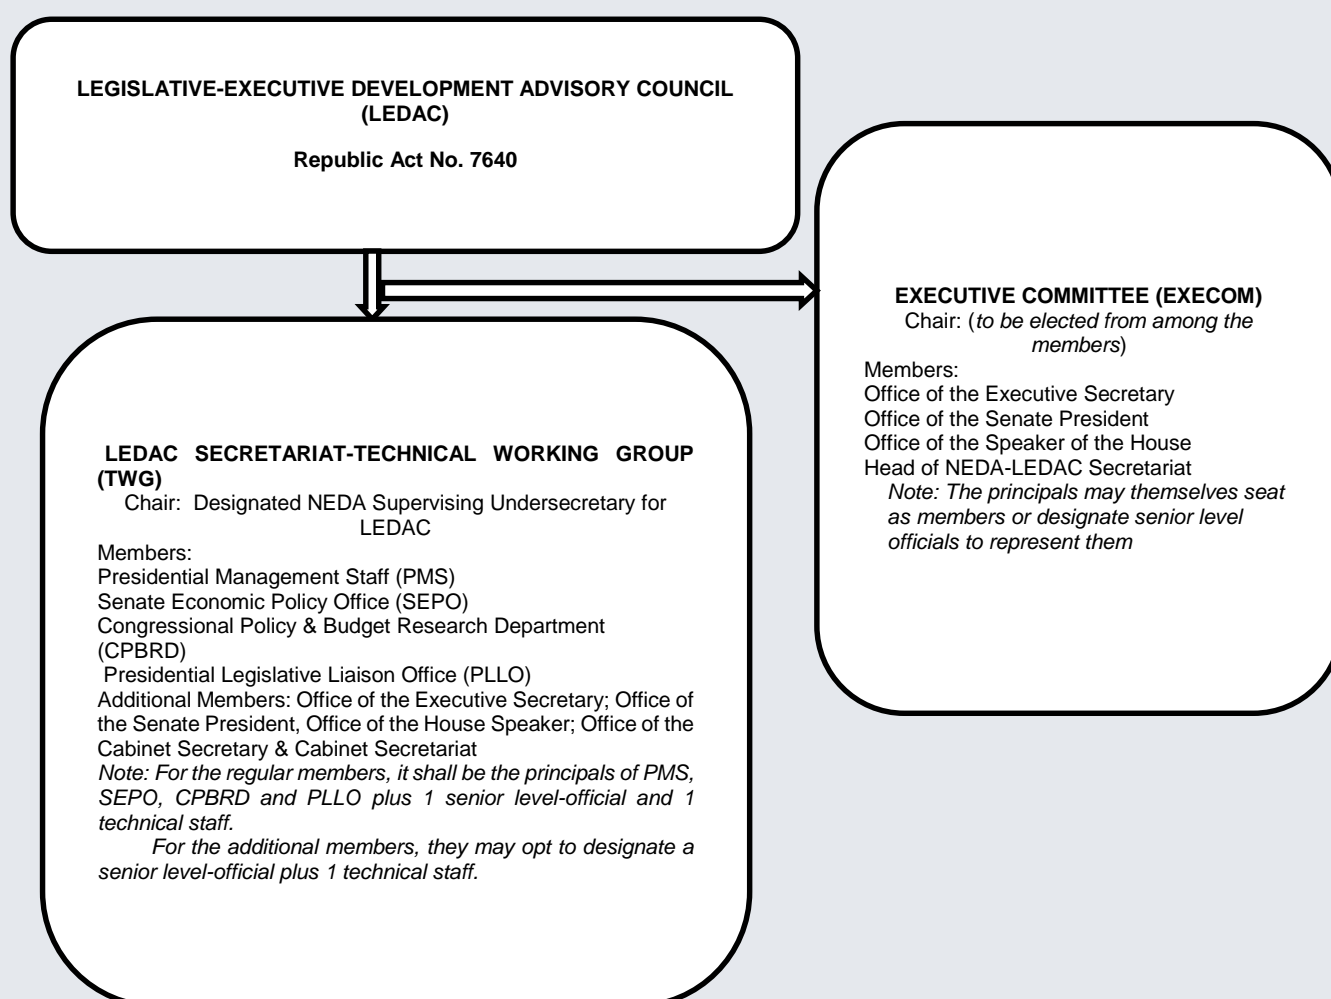 LEGISLATIVE-EXECUTIVE DEVELOPMENT ADVISORY COUNCIL
(LEDAC)
Republic Act No. 7640
EXECUTIVE COMMITTEE (EXECOM)
Chair: (to be elected from among the
members)
Members:
Office of the Executive Secretary
Office of the Senate President
Office of the Speaker of the House
Head of NEDA-LEDAC Secretariat
Note: The principals may themselves seat
as members or designate senior level
officials to represent them
LEDAC SECRETARIAT-TECHNICAL WORKING GROUP
(TWG)
Chair: Designated NEDA Supervising Undersecretary for
LEDAC
Members:
Presidential Management Staff (PMS)
Senate Economic Policy Office (SEPO)
Congressional Policy & Budget Research Department
(CPBRD)
Presidential Legislative Liaison Office (PLLO)
Additional Members: Office of the Executive Secretary; Office of
the Senate President, Office of the House Speaker; Office of the
Cabinet Secretary & Cabinet Secretariat
Note: For the regular members, it shall be the principals of PMS,
SEPO, CPBRD and PLLO plus 1 senior level-official and 1
technical staff.
For the additional members, they may opt to designate a
senior level-official plus 1 technical staff.